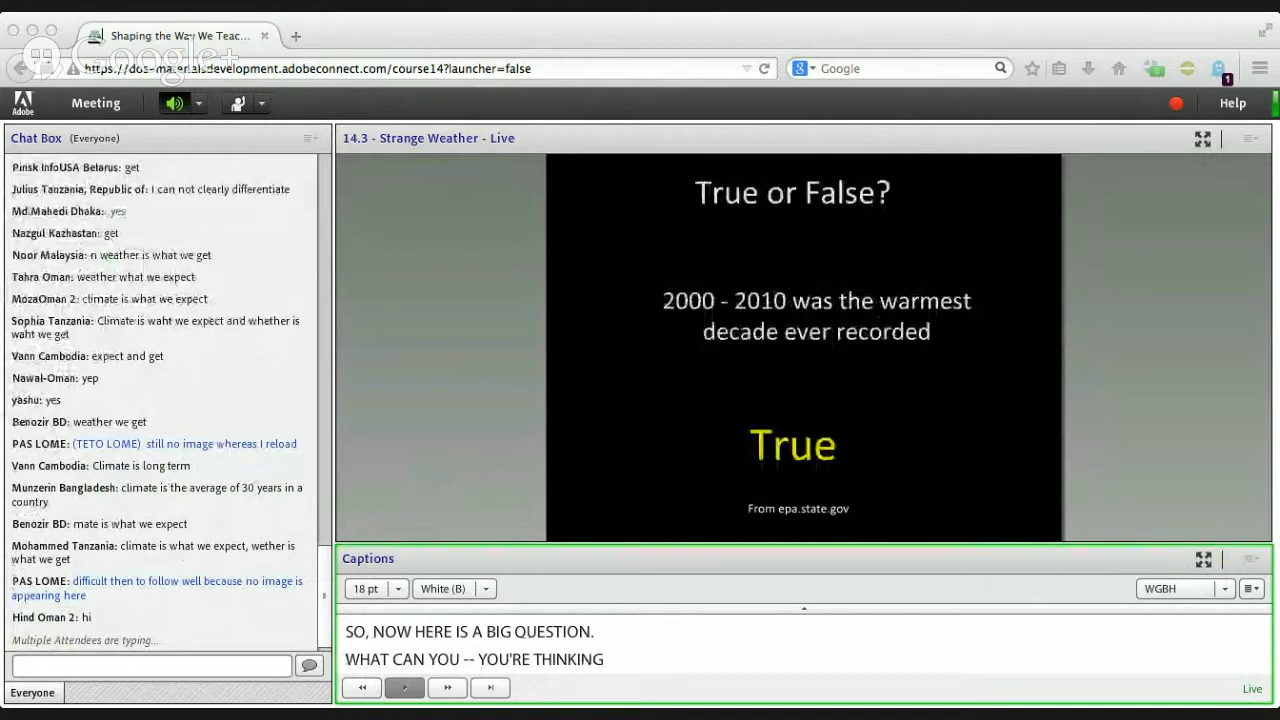 Shaping the Way We Teac...
Google+
https://dos-materialsdevelopment.adobeconnect.com/course14?launcher=false
Google
1
Adobe
Meeting
Help
Chat Box (Everyone)
Pinsk InfoUSA Belarus: get
Julius Tanzania, Republic of: I can not clearly differentiate
Md.Mahedi Dhaka: yes
Nazgul Kazhastan: get
Noor Malaysia: n weather is what we get
Tahra Oman: weather what we expect
MozaOman 2: climate is what we expect
Sophia Tanzania: Climate is waht we expect and whether is
waht we get
Vann Cambodia: expect and get
Nawal-Oman: yep
yashu: yes
Benozir BD: weather we get
PAS LOME: (TETO LOME) still no image whereas I reload
Vann Cambodia: Climate is long term
Munzerin Bangladesh: climate is the average of 30 years in a
country
Benozir BD: mate is what we expect
Mohammed Tanzania: climate is what we expect, wether is
what we get
PAS LOME: difficult then to follow well because no image is
appearing here
Hind Oman 2: hi
Multiple Attendees are typing...
Everyone
14.3 - Strange Weather - Live
True or False?
2000 - 2010 was the warmest
decade ever recorded
True
From epa.state.gov
Captions
18 pt
White (B)
WGBH
SO, NOW HERE IS A BIG QUESTION.
WHAT CAN YOU -- YOU'RE THINKING
Live